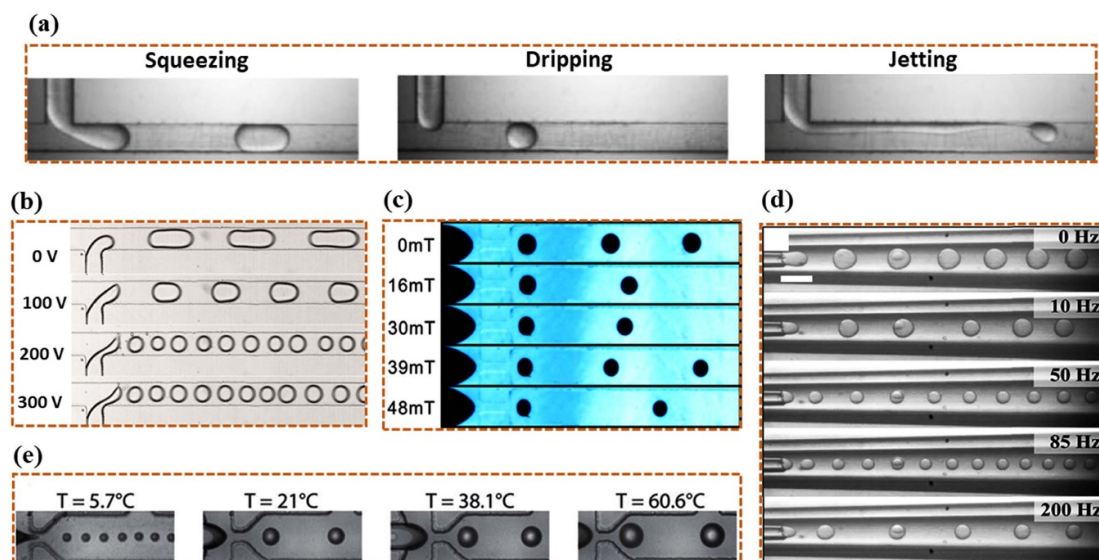 (a)
Squeezing Dripping Jetting
(b)
0 V
100 V
200 V
300 V
(c)
0mT
16mT
30mT
39mT
48mT
(d)
0 Hz
10 Hz
50 Hz
85 Hz
200 Hz
(e)
T = 5.7°C T = 21°C T = 38.1°C T = 60.6°C